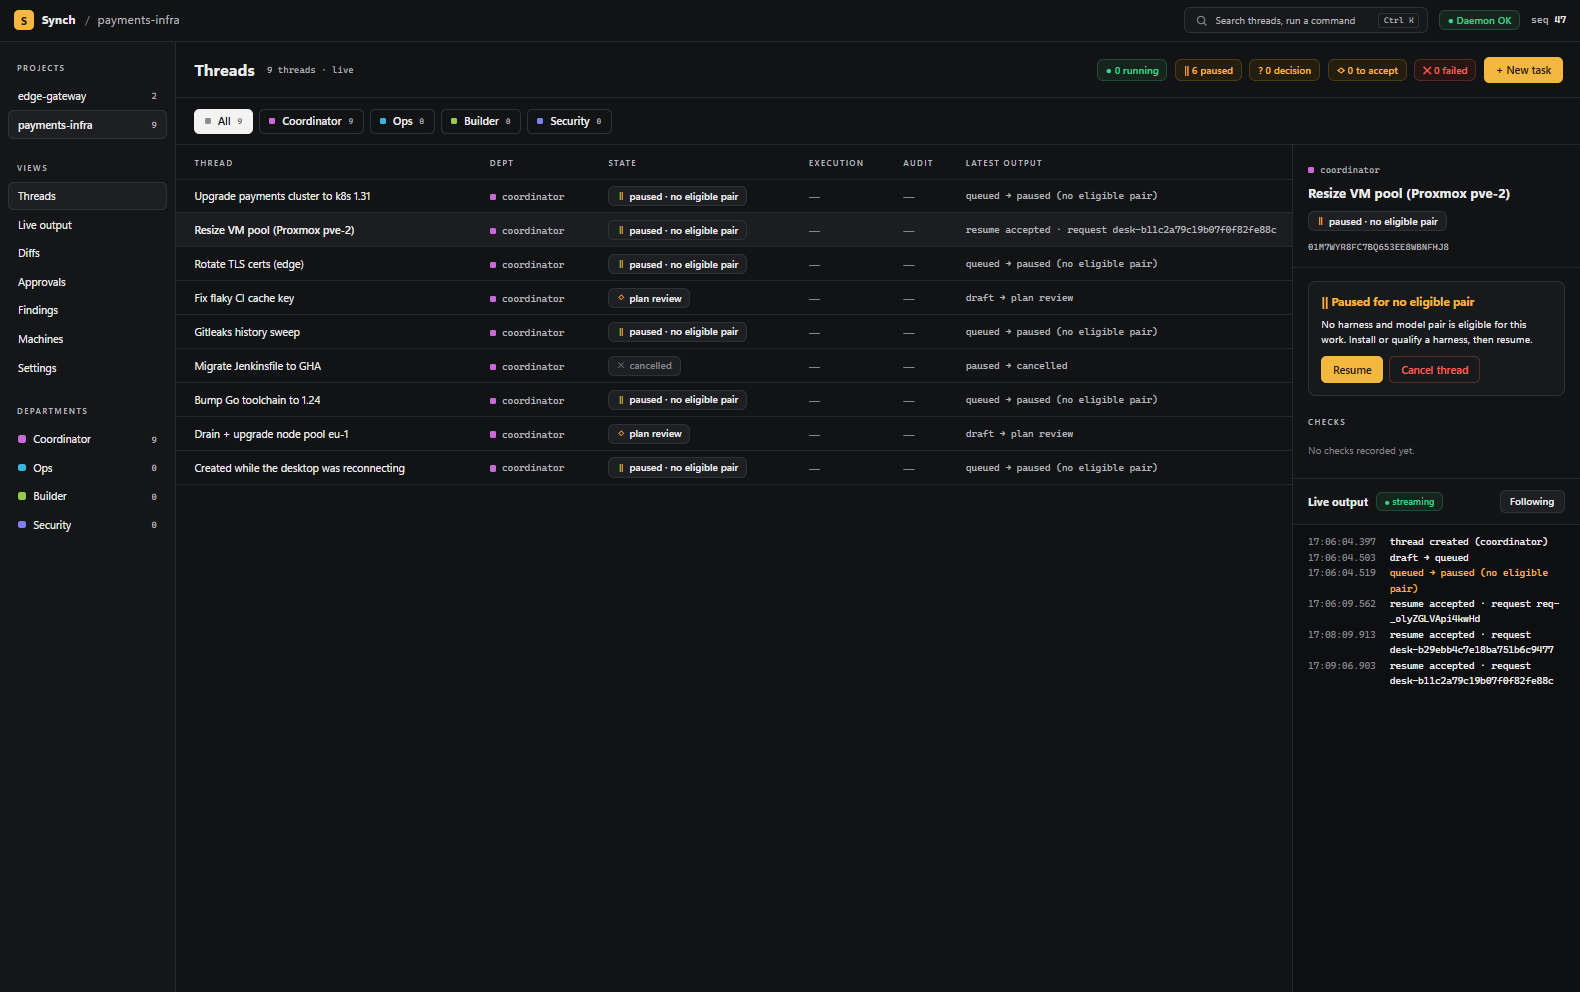 S Synch / payments-infra
Search threads, run a command Ctrl K
● Daemon OK
seq 47
PROJECTS
edge-gateway 2
payments-infra 9
VIEWS
Threads
Live output
Diffs
Approvals
Findings
Machines
Settings
DEPARTMENTS
Coordinator 9
Ops 0
Builder 0
Security 0
Threads 9 threads · live
● 0 running
|| 6 paused
? 0 decision
◇ 0 to accept
✕ 0 failed
+ New task
All 9
Coordinator 9
Ops 0
Builder 0
Security 0
THREAD DEPT STATE EXECUTION AUDIT LATEST OUTPUT
Upgrade payments cluster to k8s 1.31 coordinator || paused · no eligible pair — — queued → paused (no eligible pair)
Resize VM pool (Proxmox pve-2) coordinator || paused · no eligible pair — — resume accepted · request desk-b11c2a79c19b07f0f82fe88c
Rotate TLS certs (edge) coordinator || paused · no eligible pair — — queued → paused (no eligible pair)
Fix flaky CI cache key coordinator ◇ plan review — — draft → plan review
Gitleaks history sweep coordinator || paused · no eligible pair — — queued → paused (no eligible pair)
Migrate Jenkinsfile to GHA coordinator ✕ cancelled — — paused → cancelled
Bump Go toolchain to 1.24 coordinator || paused · no eligible pair — — queued → paused (no eligible pair)
Drain + upgrade node pool eu-1 coordinator ◇ plan review — — draft → plan review
Created while the desktop was reconnecting coordinator || paused · no eligible pair — — queued → paused (no eligible pair)
coordinator
Resize VM pool (Proxmox pve-2)
|| paused · no eligible pair
01M7WYR8FC7BQ653EE8WBNFHJ8
|| Paused for no eligible pair
No harness and model pair is eligible for this
work. Install or qualify a harness, then resume.
Resume
Cancel thread
CHECKS
No checks recorded yet.
Live output ● streaming Following
17:06:04.397 thread created (coordinator)
17:06:04.503 draft → queued
17:06:04.519 queued → paused (no eligible
pair)
17:06:09.562 resume accepted · request req-
_olyZGLVApi4kwHd
17:08:09.913 resume accepted · request
desk-b29ebb4c7e18ba751b6c9477
17:09:06.903 resume accepted · request
desk-b11c2a79c19b07f0f82fe88c